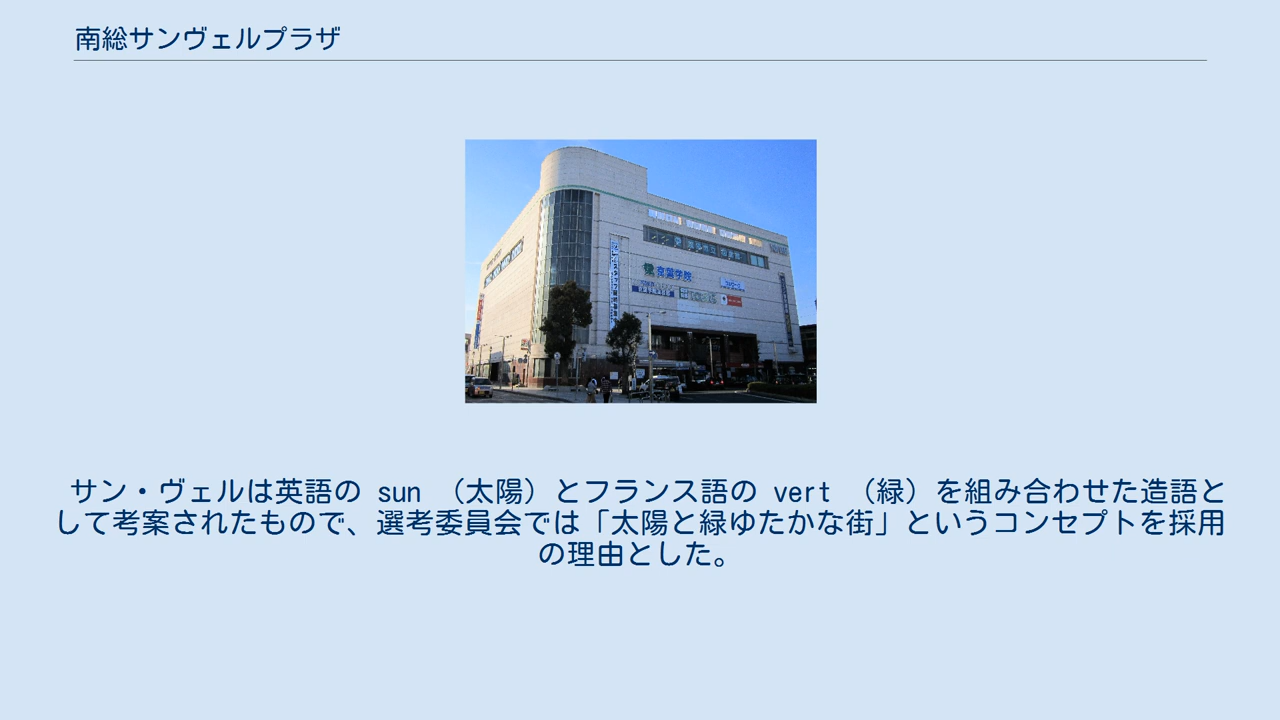 南総サンヴェルプラザ
京葉学院
サン・ヴェルは英語の sun （太陽）とフランス語の vert （緑）を組み合わせた造語と
して考案されたもので、選考委員会では「太陽と緑ゆたかな街」というコンセプトを採用
の理由とした。